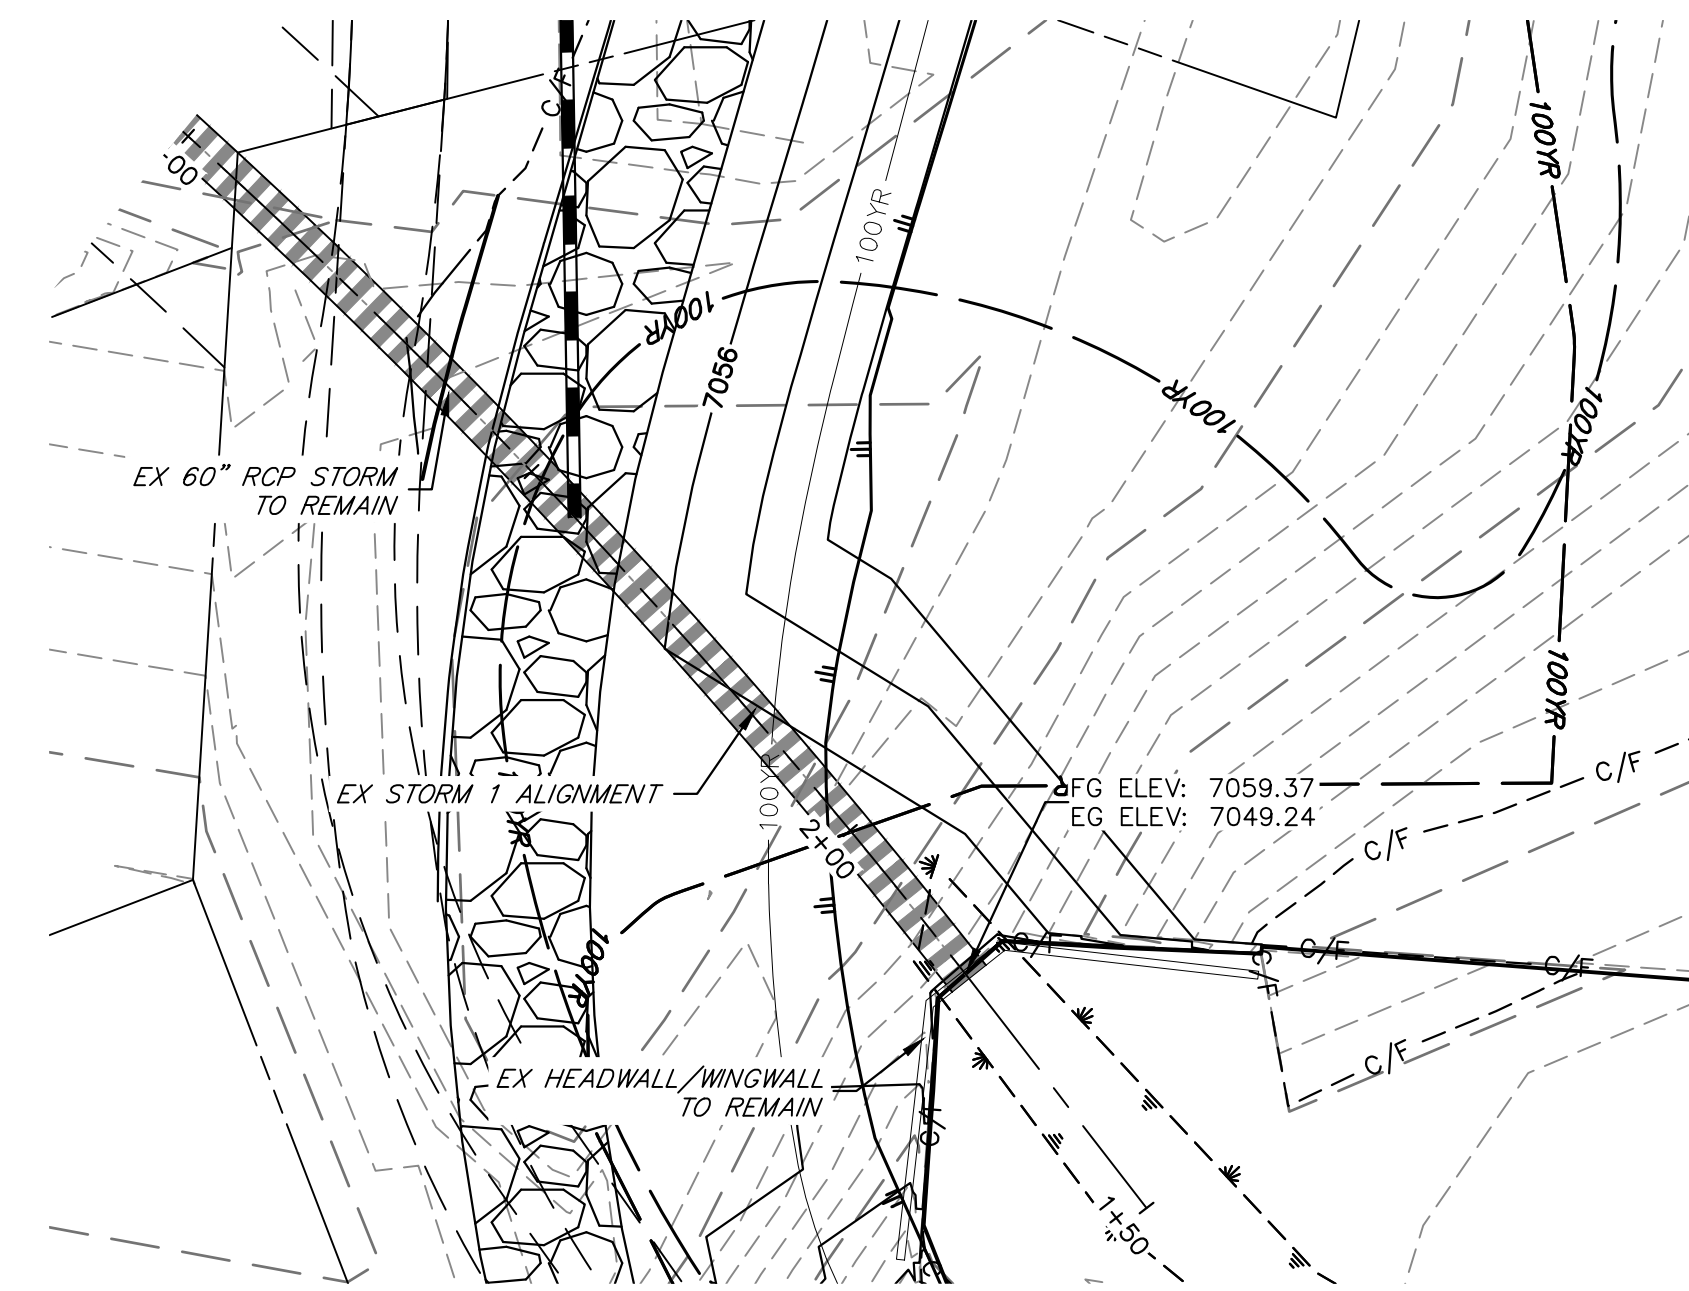 C/F
100YR
+
-00
100YR
100YR
7056
100YR
100YR
EX 60” RCP STORM
TO REMAIN
100YR
C/F
EX STORM 1 ALIGNMENT
100YR
FG ELEV: 7059.37
EG ELEV: 7049.24
2+00
C/F
100YR
C/F
C/F
C/F
C/F
EX HEADWALL/WINGWALL
TO REMAIN
C/F
C/F
1+50